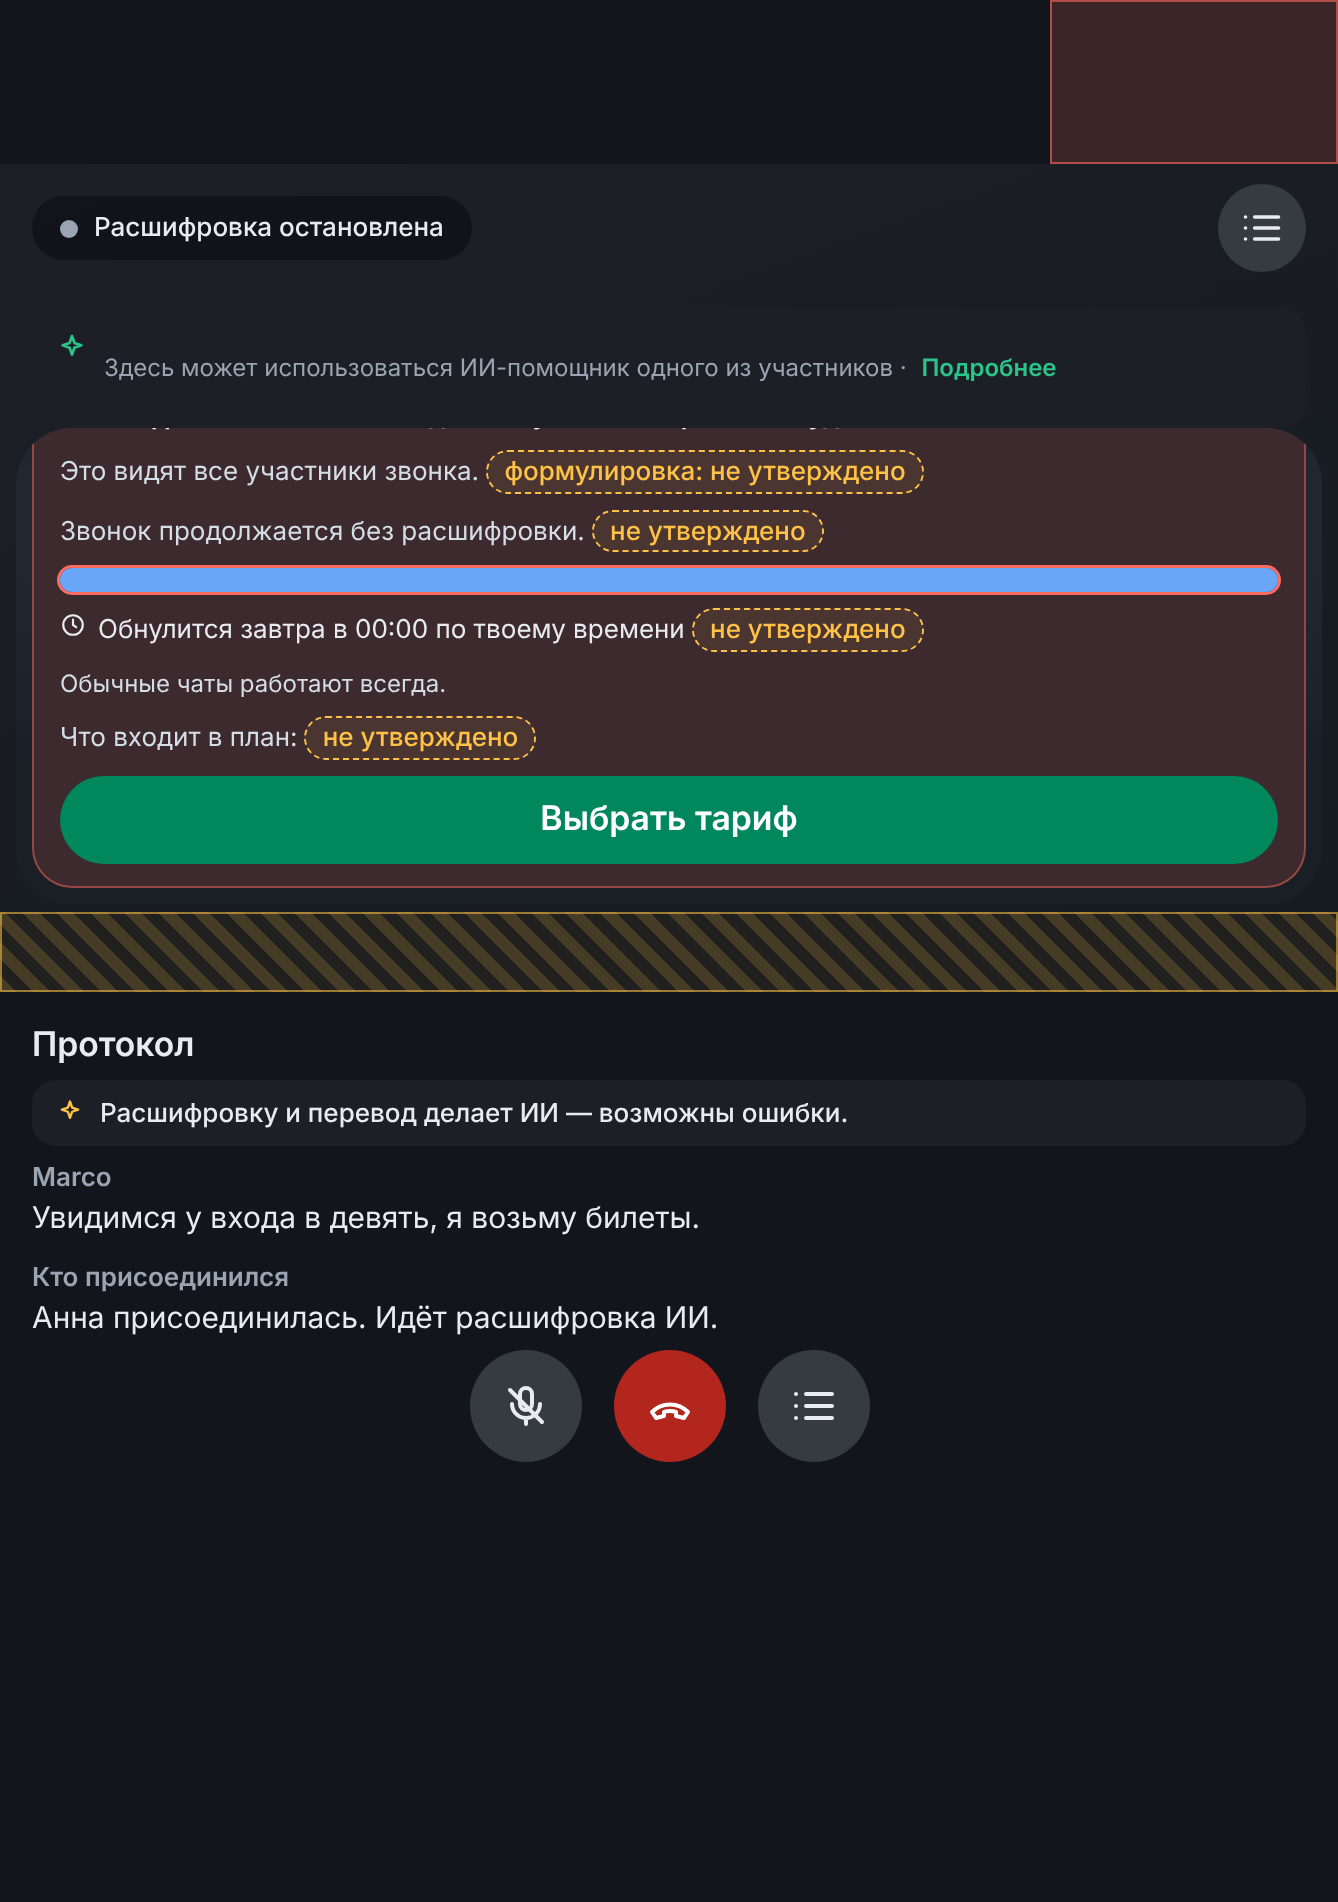 Расшифровка остановлена
Здесь может использоваться ИИ-помощник одного из участников · Подробнее
Это видят все участники звонка. формулировка: не утверждено
Звонок продолжается без расшифровки. не утверждено
Обнулится завтра в 00:00 по твоему времени не утверждено
Обычные чаты работают всегда.
Что входит в план: не утверждено
Выбрать тариф
Протокол
Расшифровку и перевод делает ИИ — возможны ошибки.
Marco
Увидимся у входа в девять, я возьму билеты.
Кто присоединился
Анна присоединилась. Идёт расшифровка ИИ.